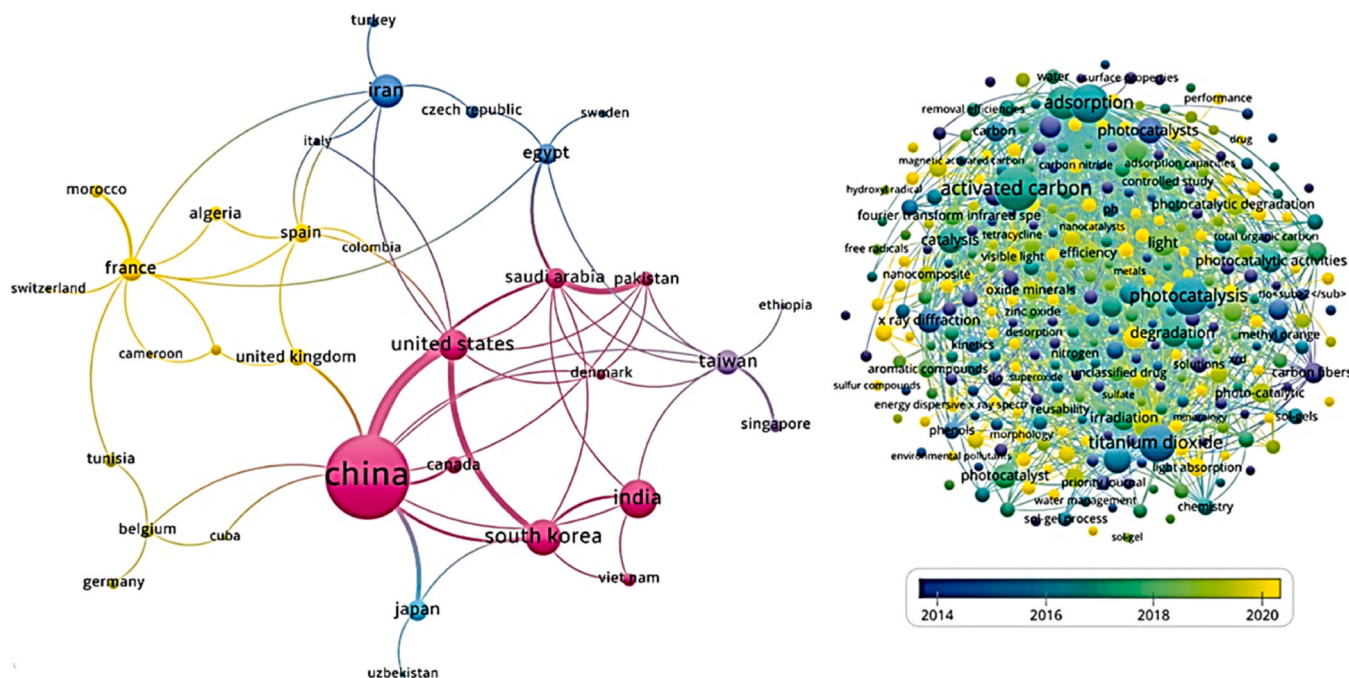 turkey
iran
czech republic
sweden
italy
egypt
morocco
algeria
spain
colombia
france
saudi arabia
pakistan
switzerland
ethiopia
united states
cameroon
united kingdom
taiwan
denmark
singapore
china
canada
tunisia
india
belgium
cuba
south korea
germany
viet nam
japan
uzbekistan
water
surface properties
adsorption
performance
removal efficiencies
carbon
photocatalysts
drug
magnetic activated carbon
carbon nitride
adsorption capacities
hydroxyl radical
activated carbon
controlled study
ph
photocatalytic degradation
fourier transform infrared spe
nanocatalysts
free radicals
catalysis
tetracycline
light
total organic carbon
visible light
efficiency
photocatalytic activities
nanocomposite
metals
oxide minerals
photocatalysis
tio<sub>2</sub>
x ray diffraction
zinc oxide
desorption
degradation
methyl orange
kinetics
nitrogen
xrd
aromatic compounds
tio
superoxide
unclassified drug
solutions
carbon fibers
sulfur compounds
sulfate
photo-catalytic
energy dispersive x ray spectr
reusability
irradiation
mineralogy
sol-gels
phenols
morphology
titanium dioxide
environmental pollutants
light absorption
photocatalyst
priority journal
water management
chemistry
sol-gel process
sol-gel
2014
2016
2018
2020